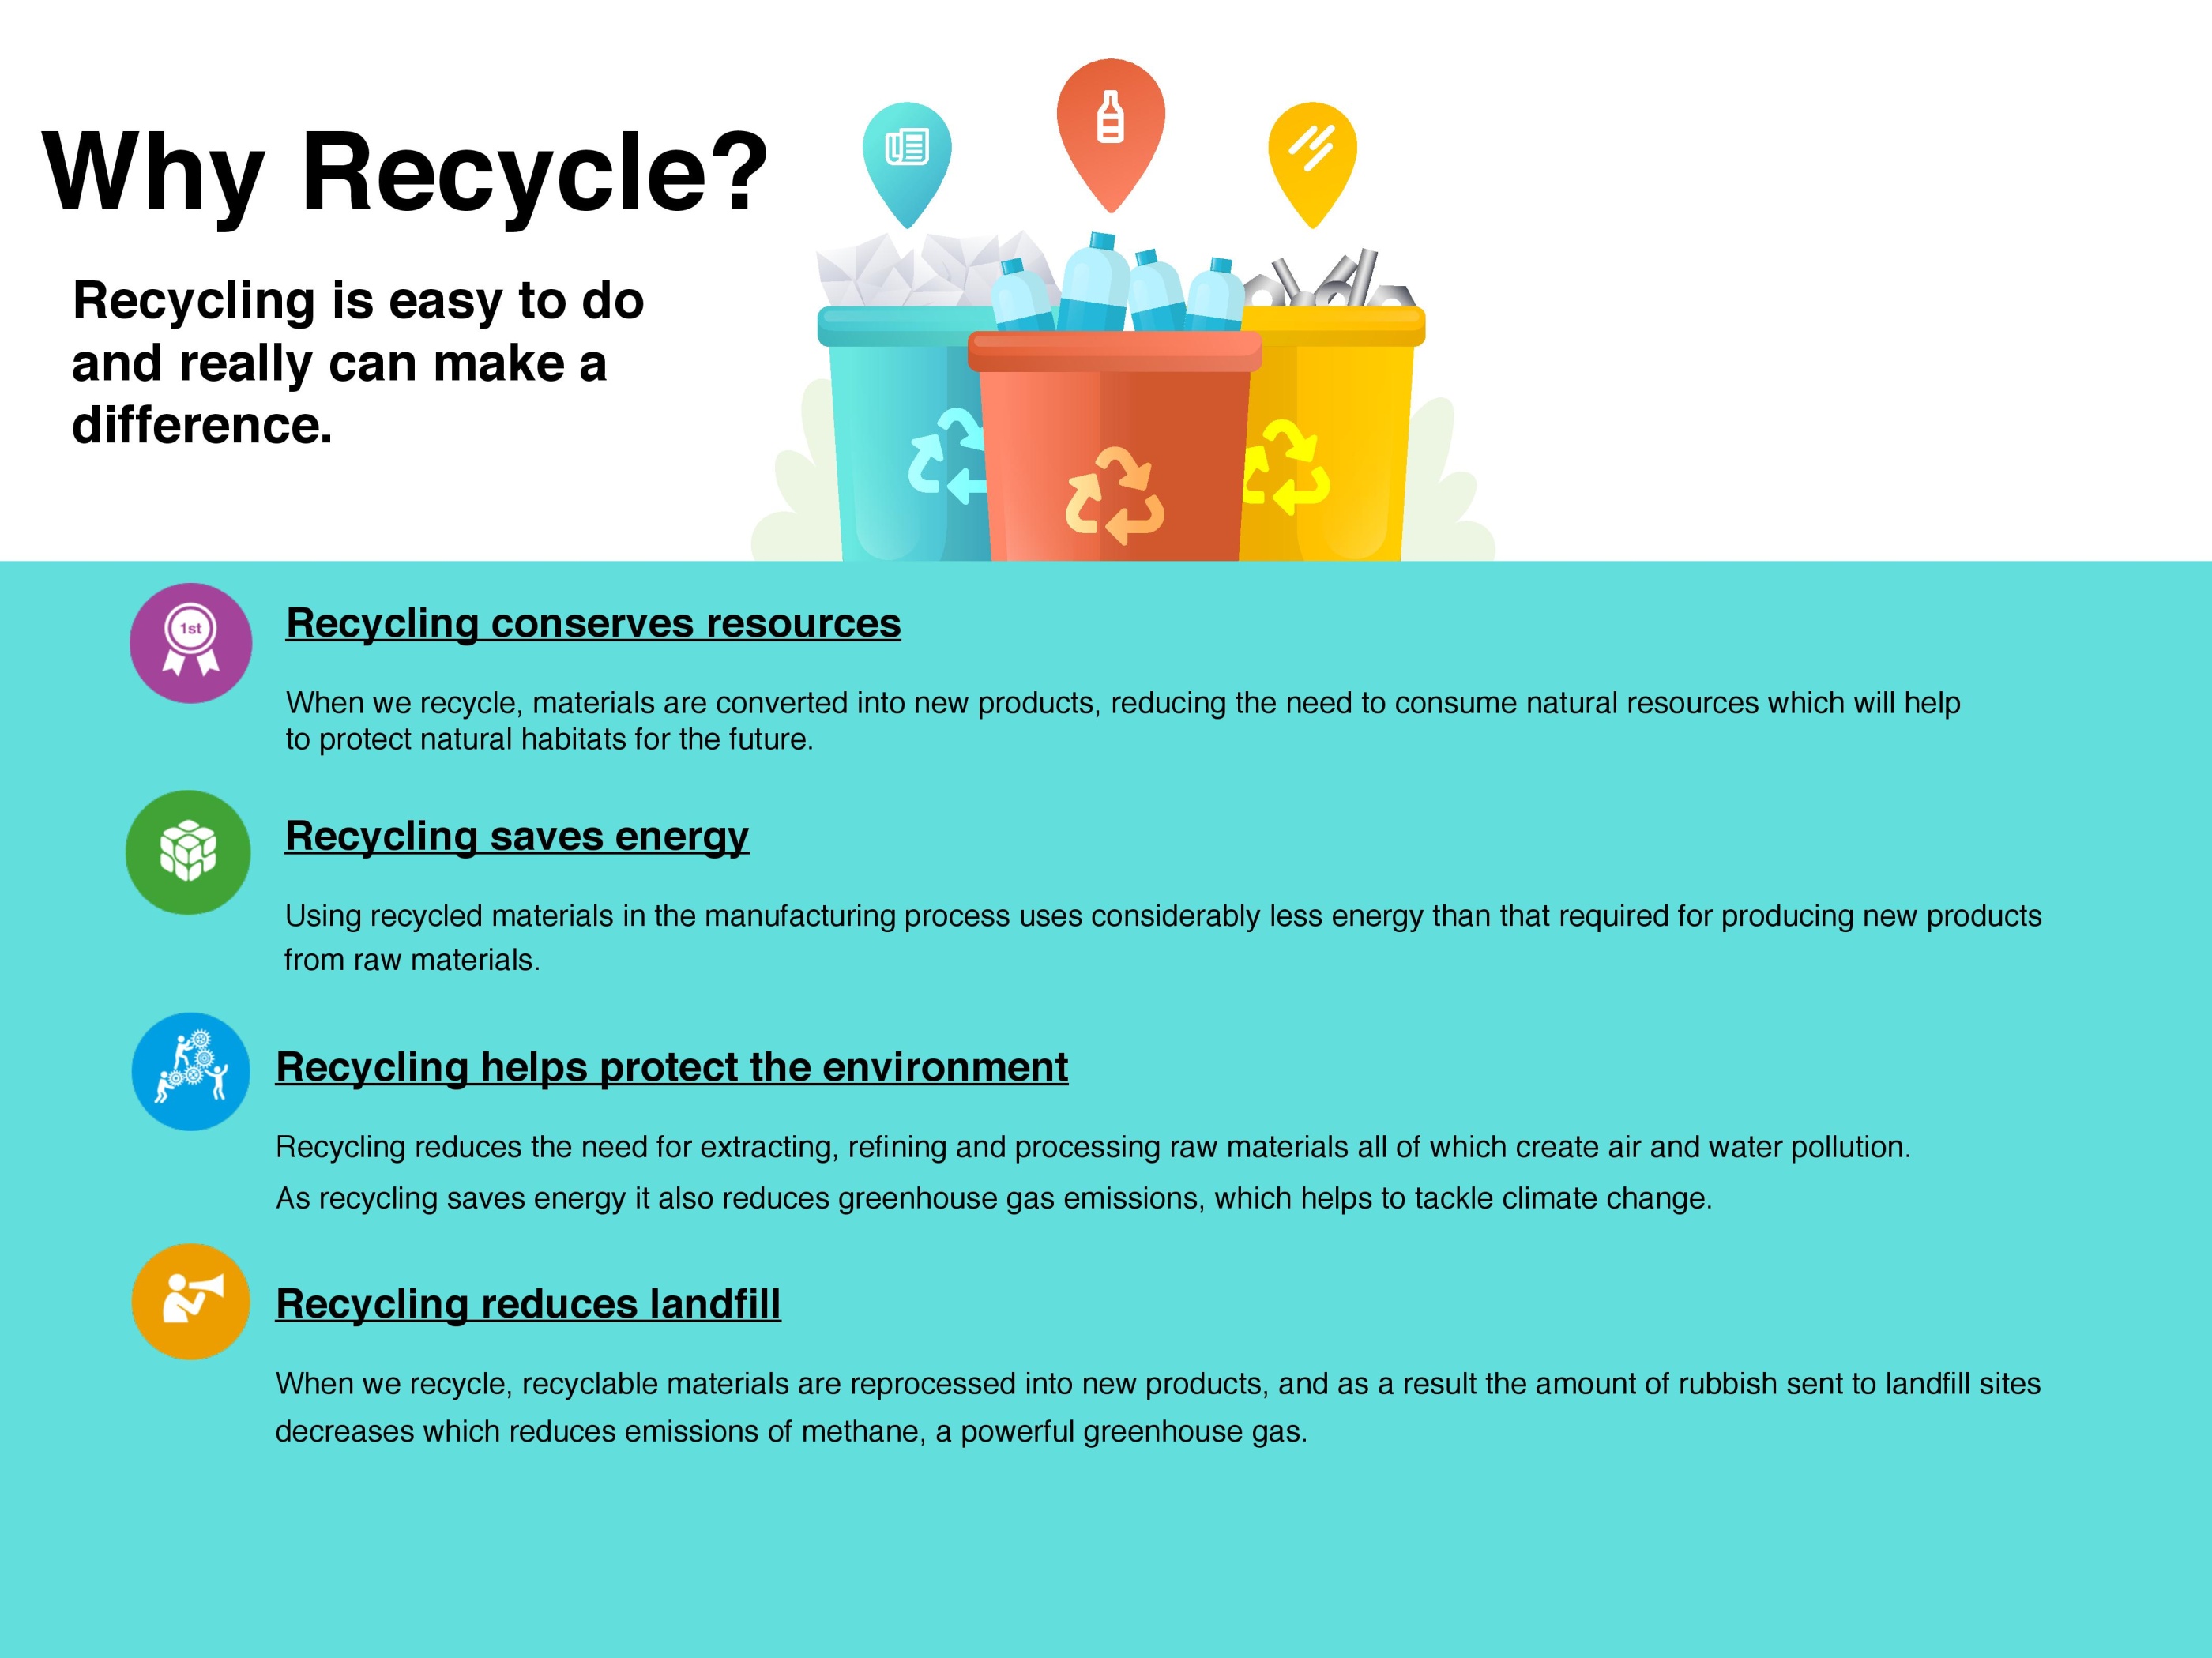 Why Recycle?
Recycling is easy to do
and really can make a
difference.
1st
Recycling conserves resources
When we recycle, materials are converted into new products, reducing the need to consume natural resources which will help
to protect natural habitats for the future.
Recycling saves energy
Using recycled materials in the manufacturing process uses considerably less energy than that required for producing new products
from raw materials.
Recycling helps protect the environment
Recycling reduces the need for extracting, refining and processing raw materials all of which create air and water pollution.
As recycling saves energy it also reduces greenhouse gas emissions, which helps to tackle climate change.
Recycling reduces landfill
When we recycle, recyclable materials are reprocessed into new products, and as a result the amount of rubbish sent to landfill sites
decreases which reduces emissions of methane, a powerful greenhouse gas.